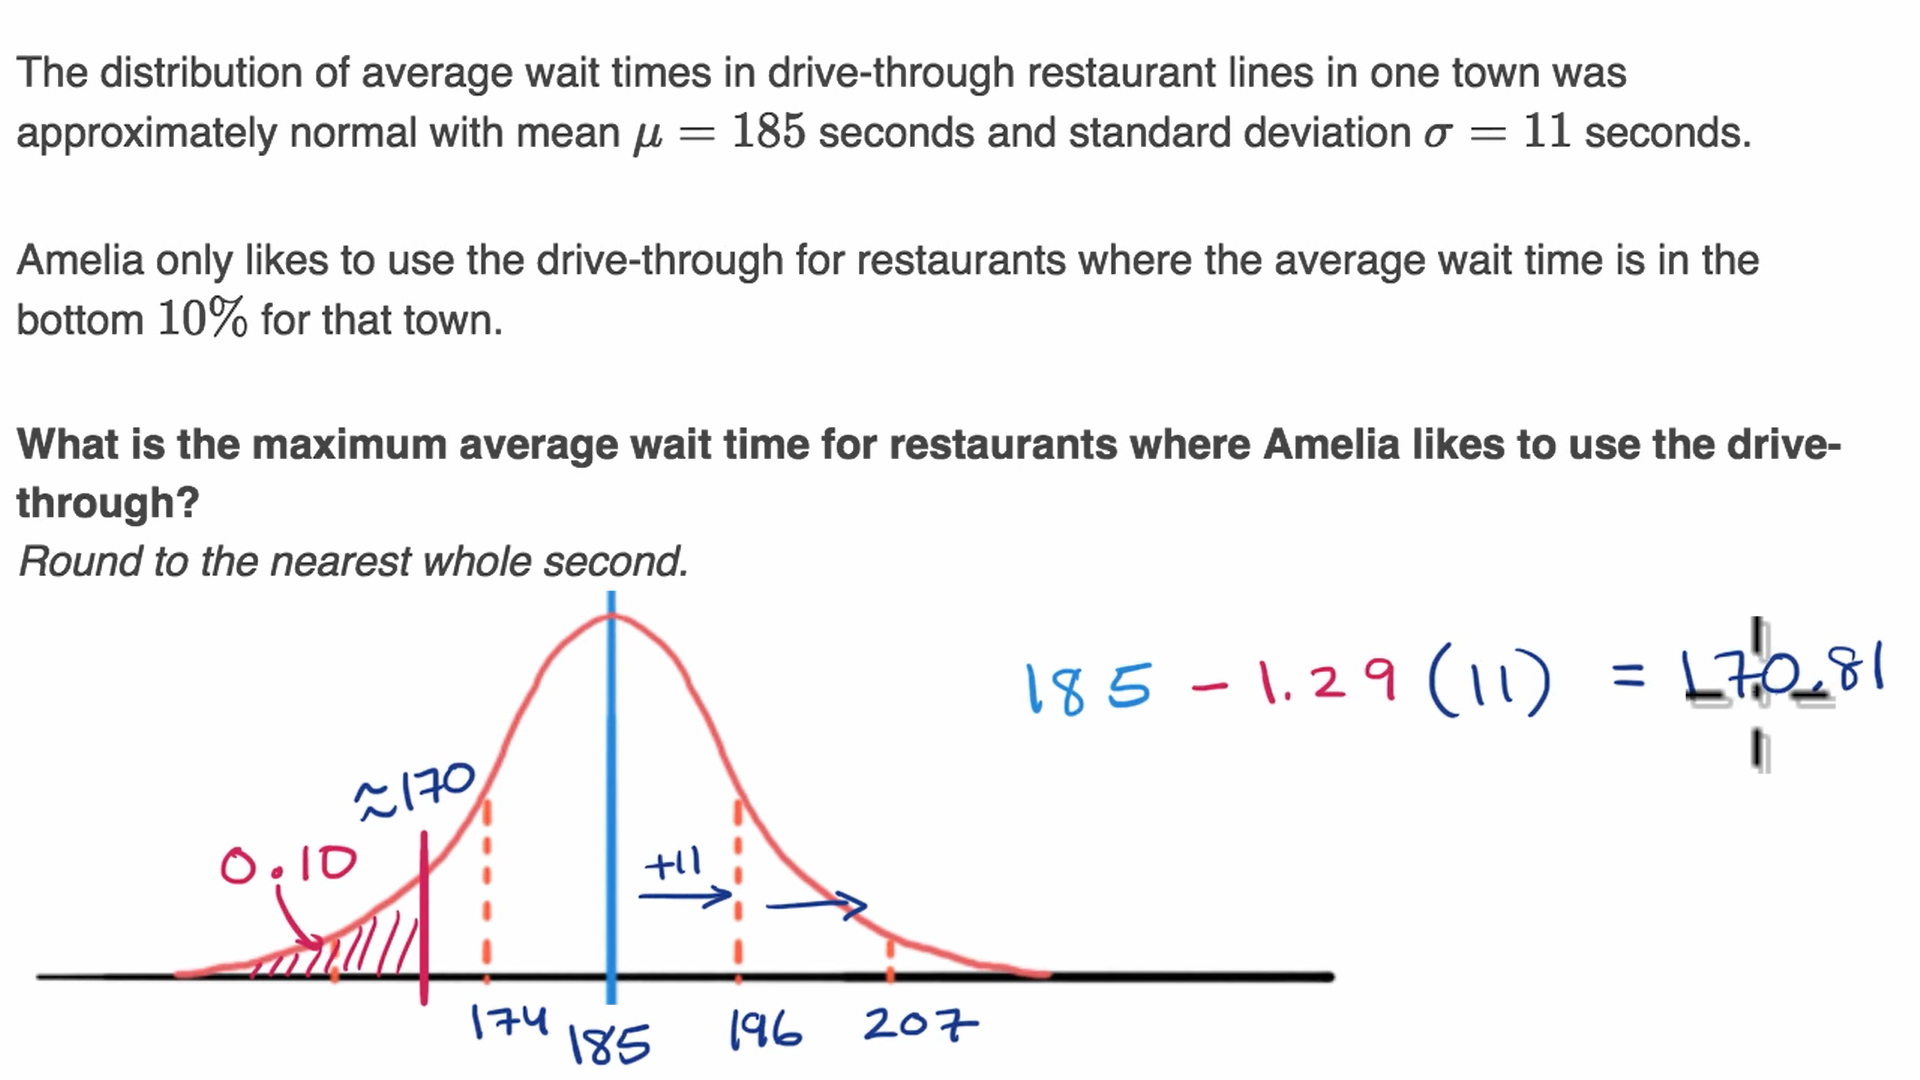 The distribution of average wait times in drive-through restaurant lines in one town was
approximately normal with mean μ = 185 seconds and standard deviation σ = 11 seconds.
Amelia only likes to use the drive-through for restaurants where the average wait time is in the
bottom 10% for that town.
What is the maximum average wait time for restaurants where Amelia likes to use the drive-
through?
Round to the nearest whole second.
185 - 1.29 (11) = 170.81
≈170
0.10
+11
174 185 196 207